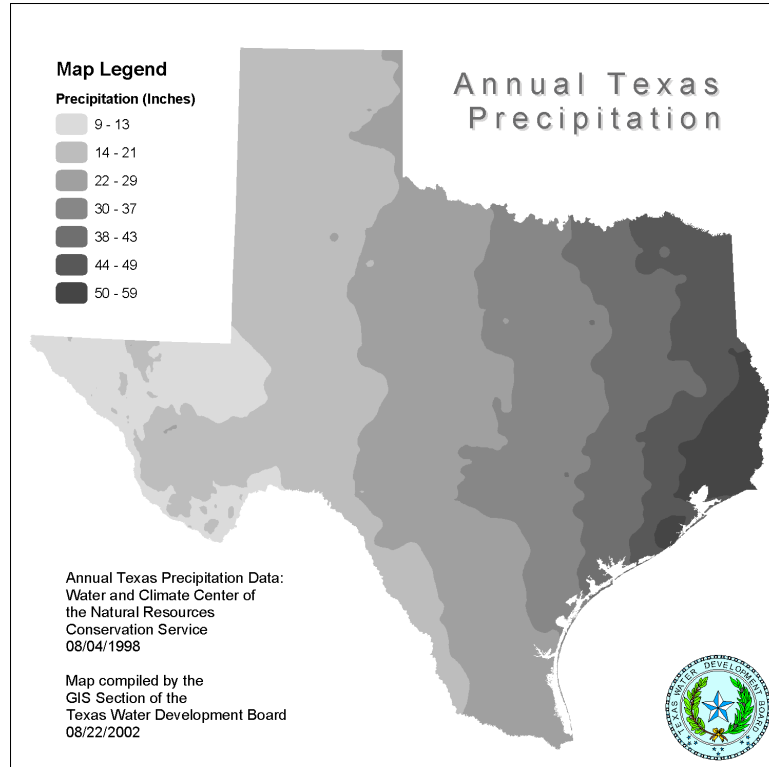 Map Legend
Precipitation (Inches)
9 - 13
14 - 21
22 - 29
30 - 37
38 - 43
44 - 49
50 - 59
Annual Texas
Precipitation
Annual Texas Precipitation Data:
Water and Climate Center of
the Natural Resources
Conservation Service
08/04/1998
Map compiled by the
GIS Section of the
Texas Water Development Board
08/22/2002
TEXAS WATER DEVELOPMENT BOARD